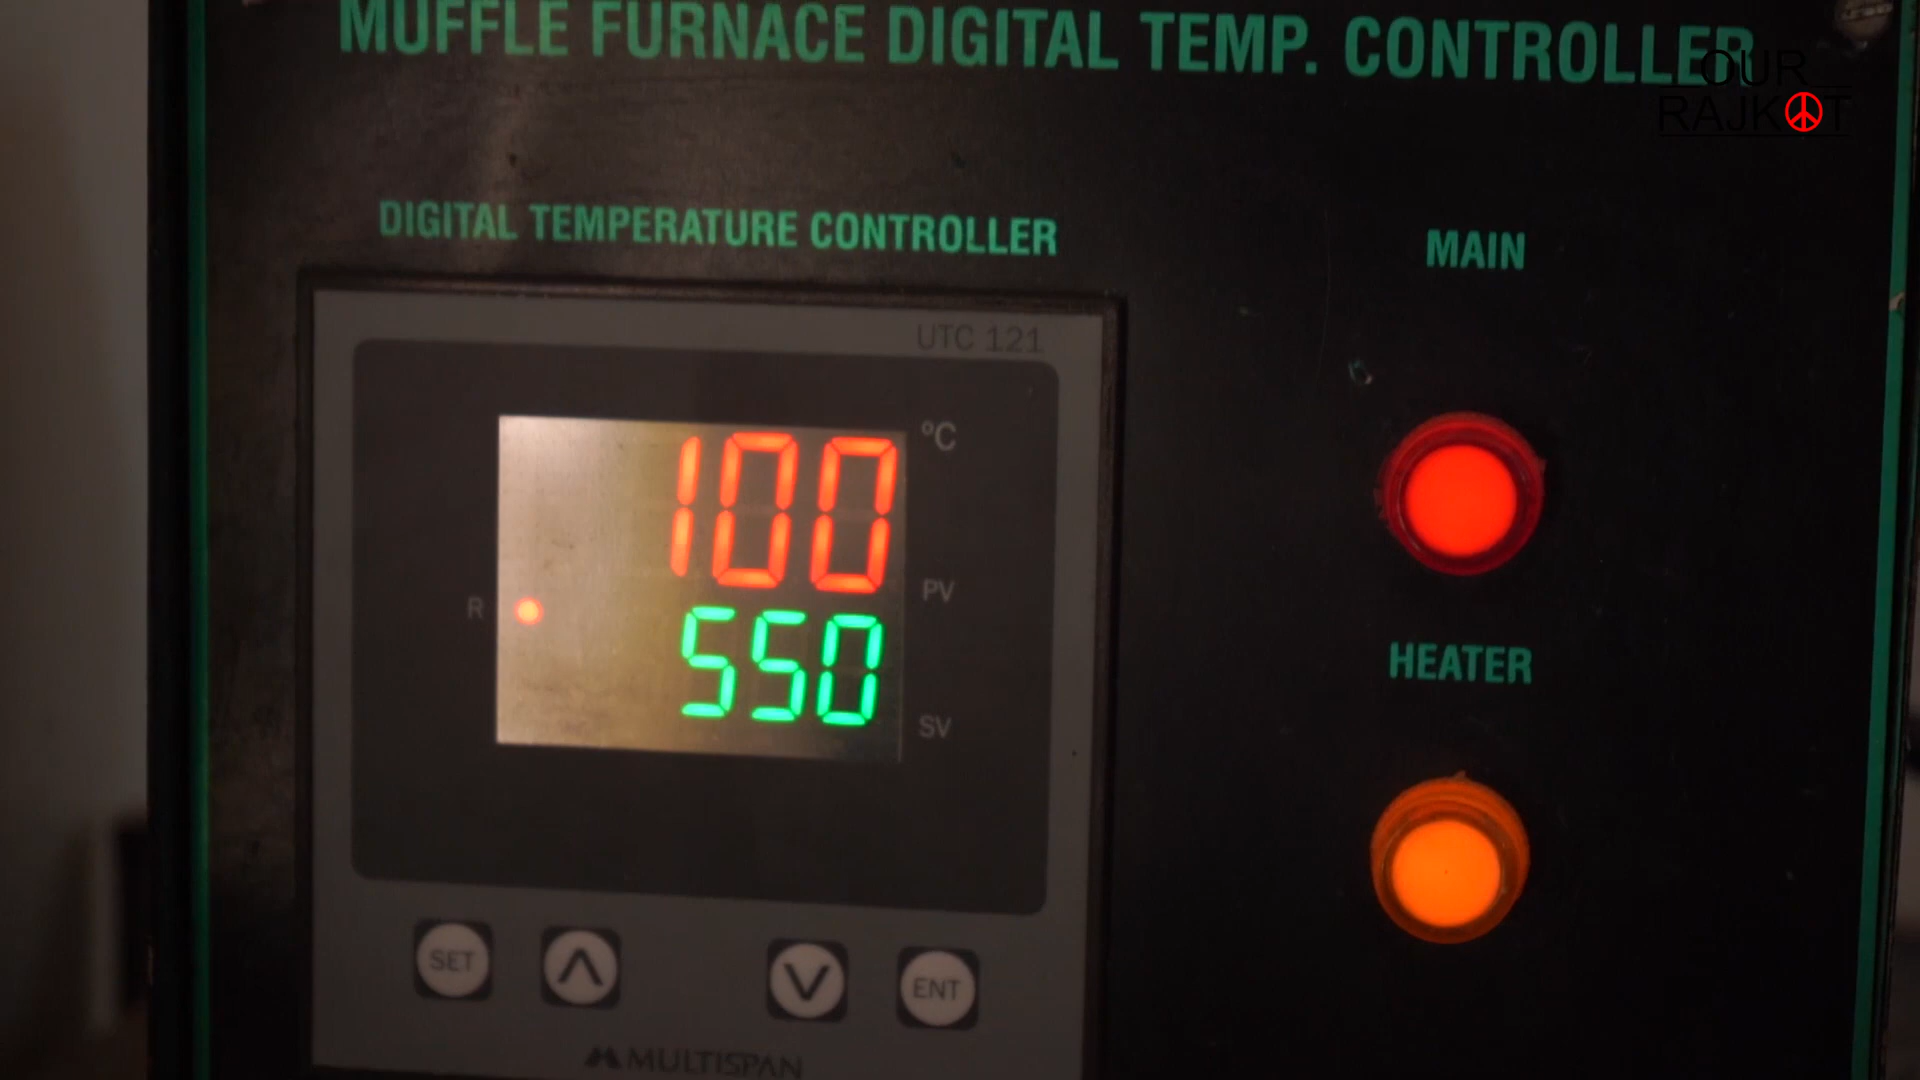 MUFFLE FURNACE DIGITAL TEMP. CONTROLLER
OUR
RAJKOT
DIGITAL TEMPERATURE CONTROLLER
MAIN
UTC 121
100
°C
PV
R
550
SV
HEATER
SET
ENT
MULTISPAN